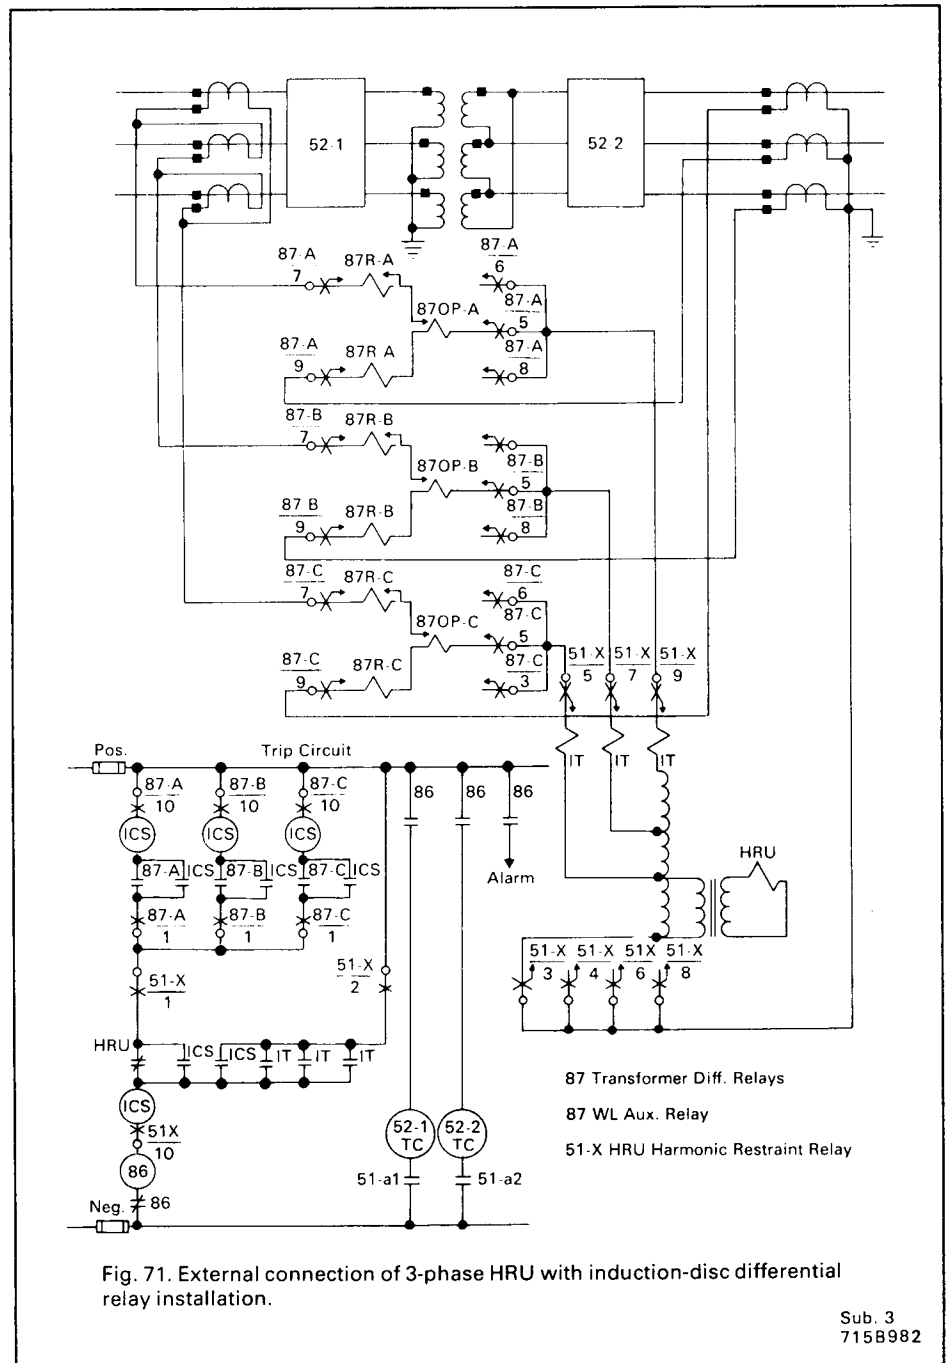 52-1
52-2
87-A
7
87R-A
87-A
6
87OP-A
87-A
5
87-A
9
87R-A
87-A
8
87-B
7
87R-B
87OP-B
87-B
5
87-B
9
87R-B
87-B
8
87-C
7
87R-C
87-C
6
87OP-C
87-C
5
87-C
9
87R-C
87-C
3
51-X
5
51-X
7
51-X
9
IT
IT
IT
Pos.
Trip Circuit
87-A
10
87-B
10
87-C
10
86
86
86
ICS
ICS
ICS
87-A
ICS
87-B
ICS
87-C
ICS
Alarm
HRU
87-A
1
87-B
1
87-C
1
51-X
1
51-X
2
51-X
3
51-X
4
51X
6
51-X
8
HRU
ICS
ICS
IT
IT
IT
ICS
51X
10
86
86
Neg.
52-1
TC
52-2
TC
51-a1
51-a2
87 Transformer Diff. Relays
87 WL Aux. Relay
51-X HRU Harmonic Restraint Relay
Fig. 71. External connection of 3-phase HRU with induction-disc differential
relay installation.
Sub. 3
715B982